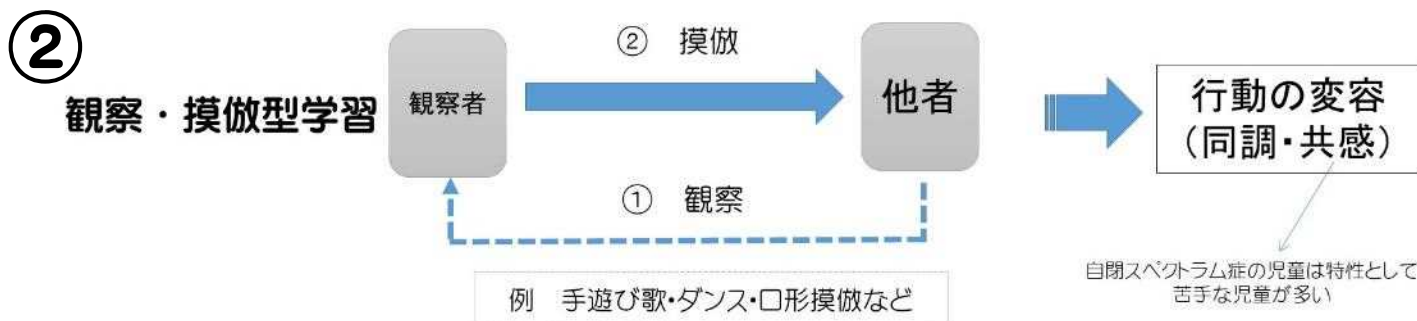 ②
観察・摸倣型学習
観察者
② 摸倣
他者
行動の変容
（同調・共感）
① 観察
例 手遊び歌・ダンス・口形摸倣など
自閉スペクトラム症の児童は特性として
苦手な児童が多い